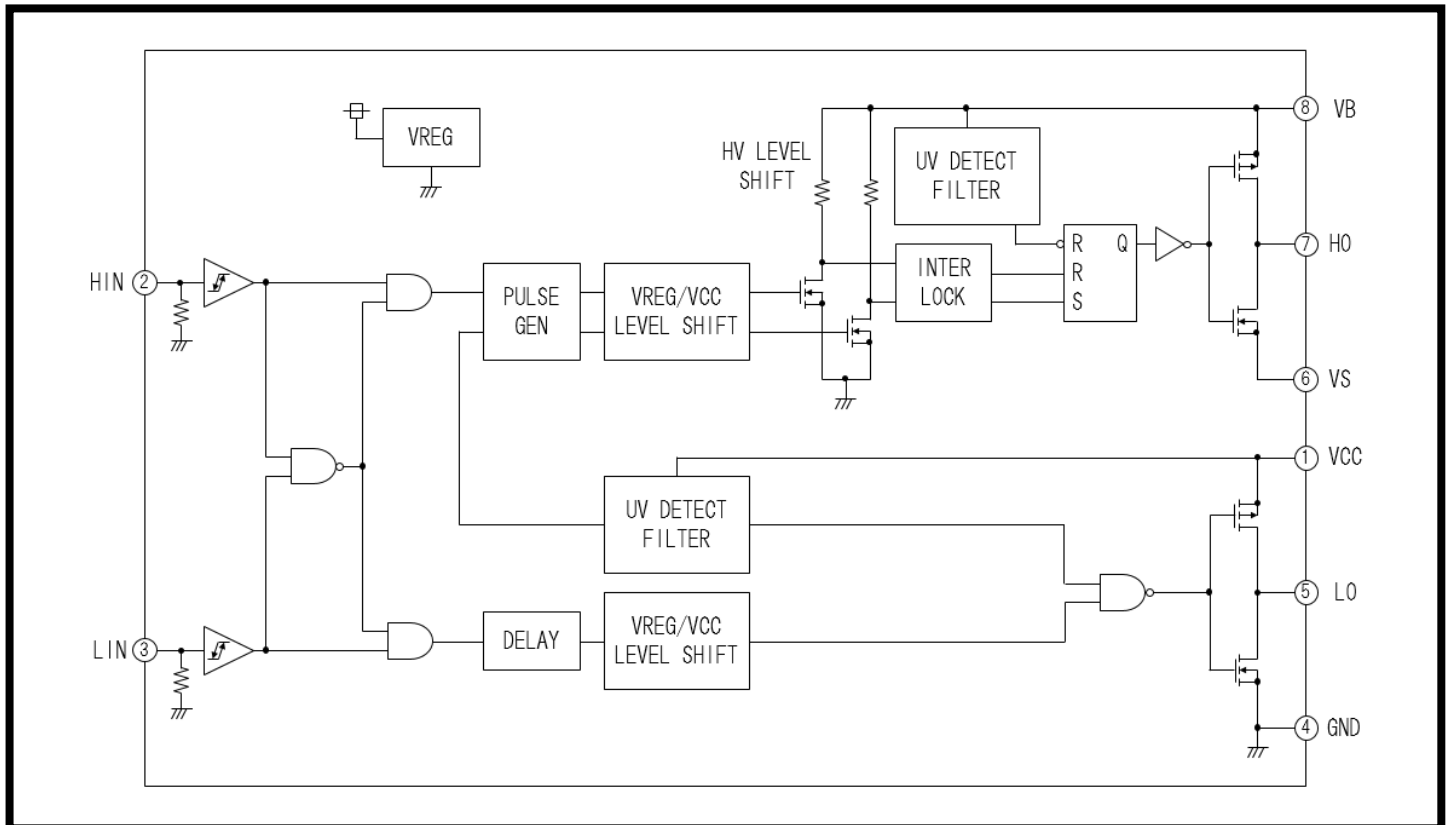 8 VB
VREG
HV LEVEL
SHIFT
UV DETECT
FILTER
R Q
R
S
7 HO
HIN 2
PULSE
GEN
VREG/VCC
LEVEL SHIFT
INTER
LOCK
6 VS
1 VCC
UV DETECT
FILTER
5 LO
LIN 3
DELAY
VREG/VCC
LEVEL SHIFT
4 GND